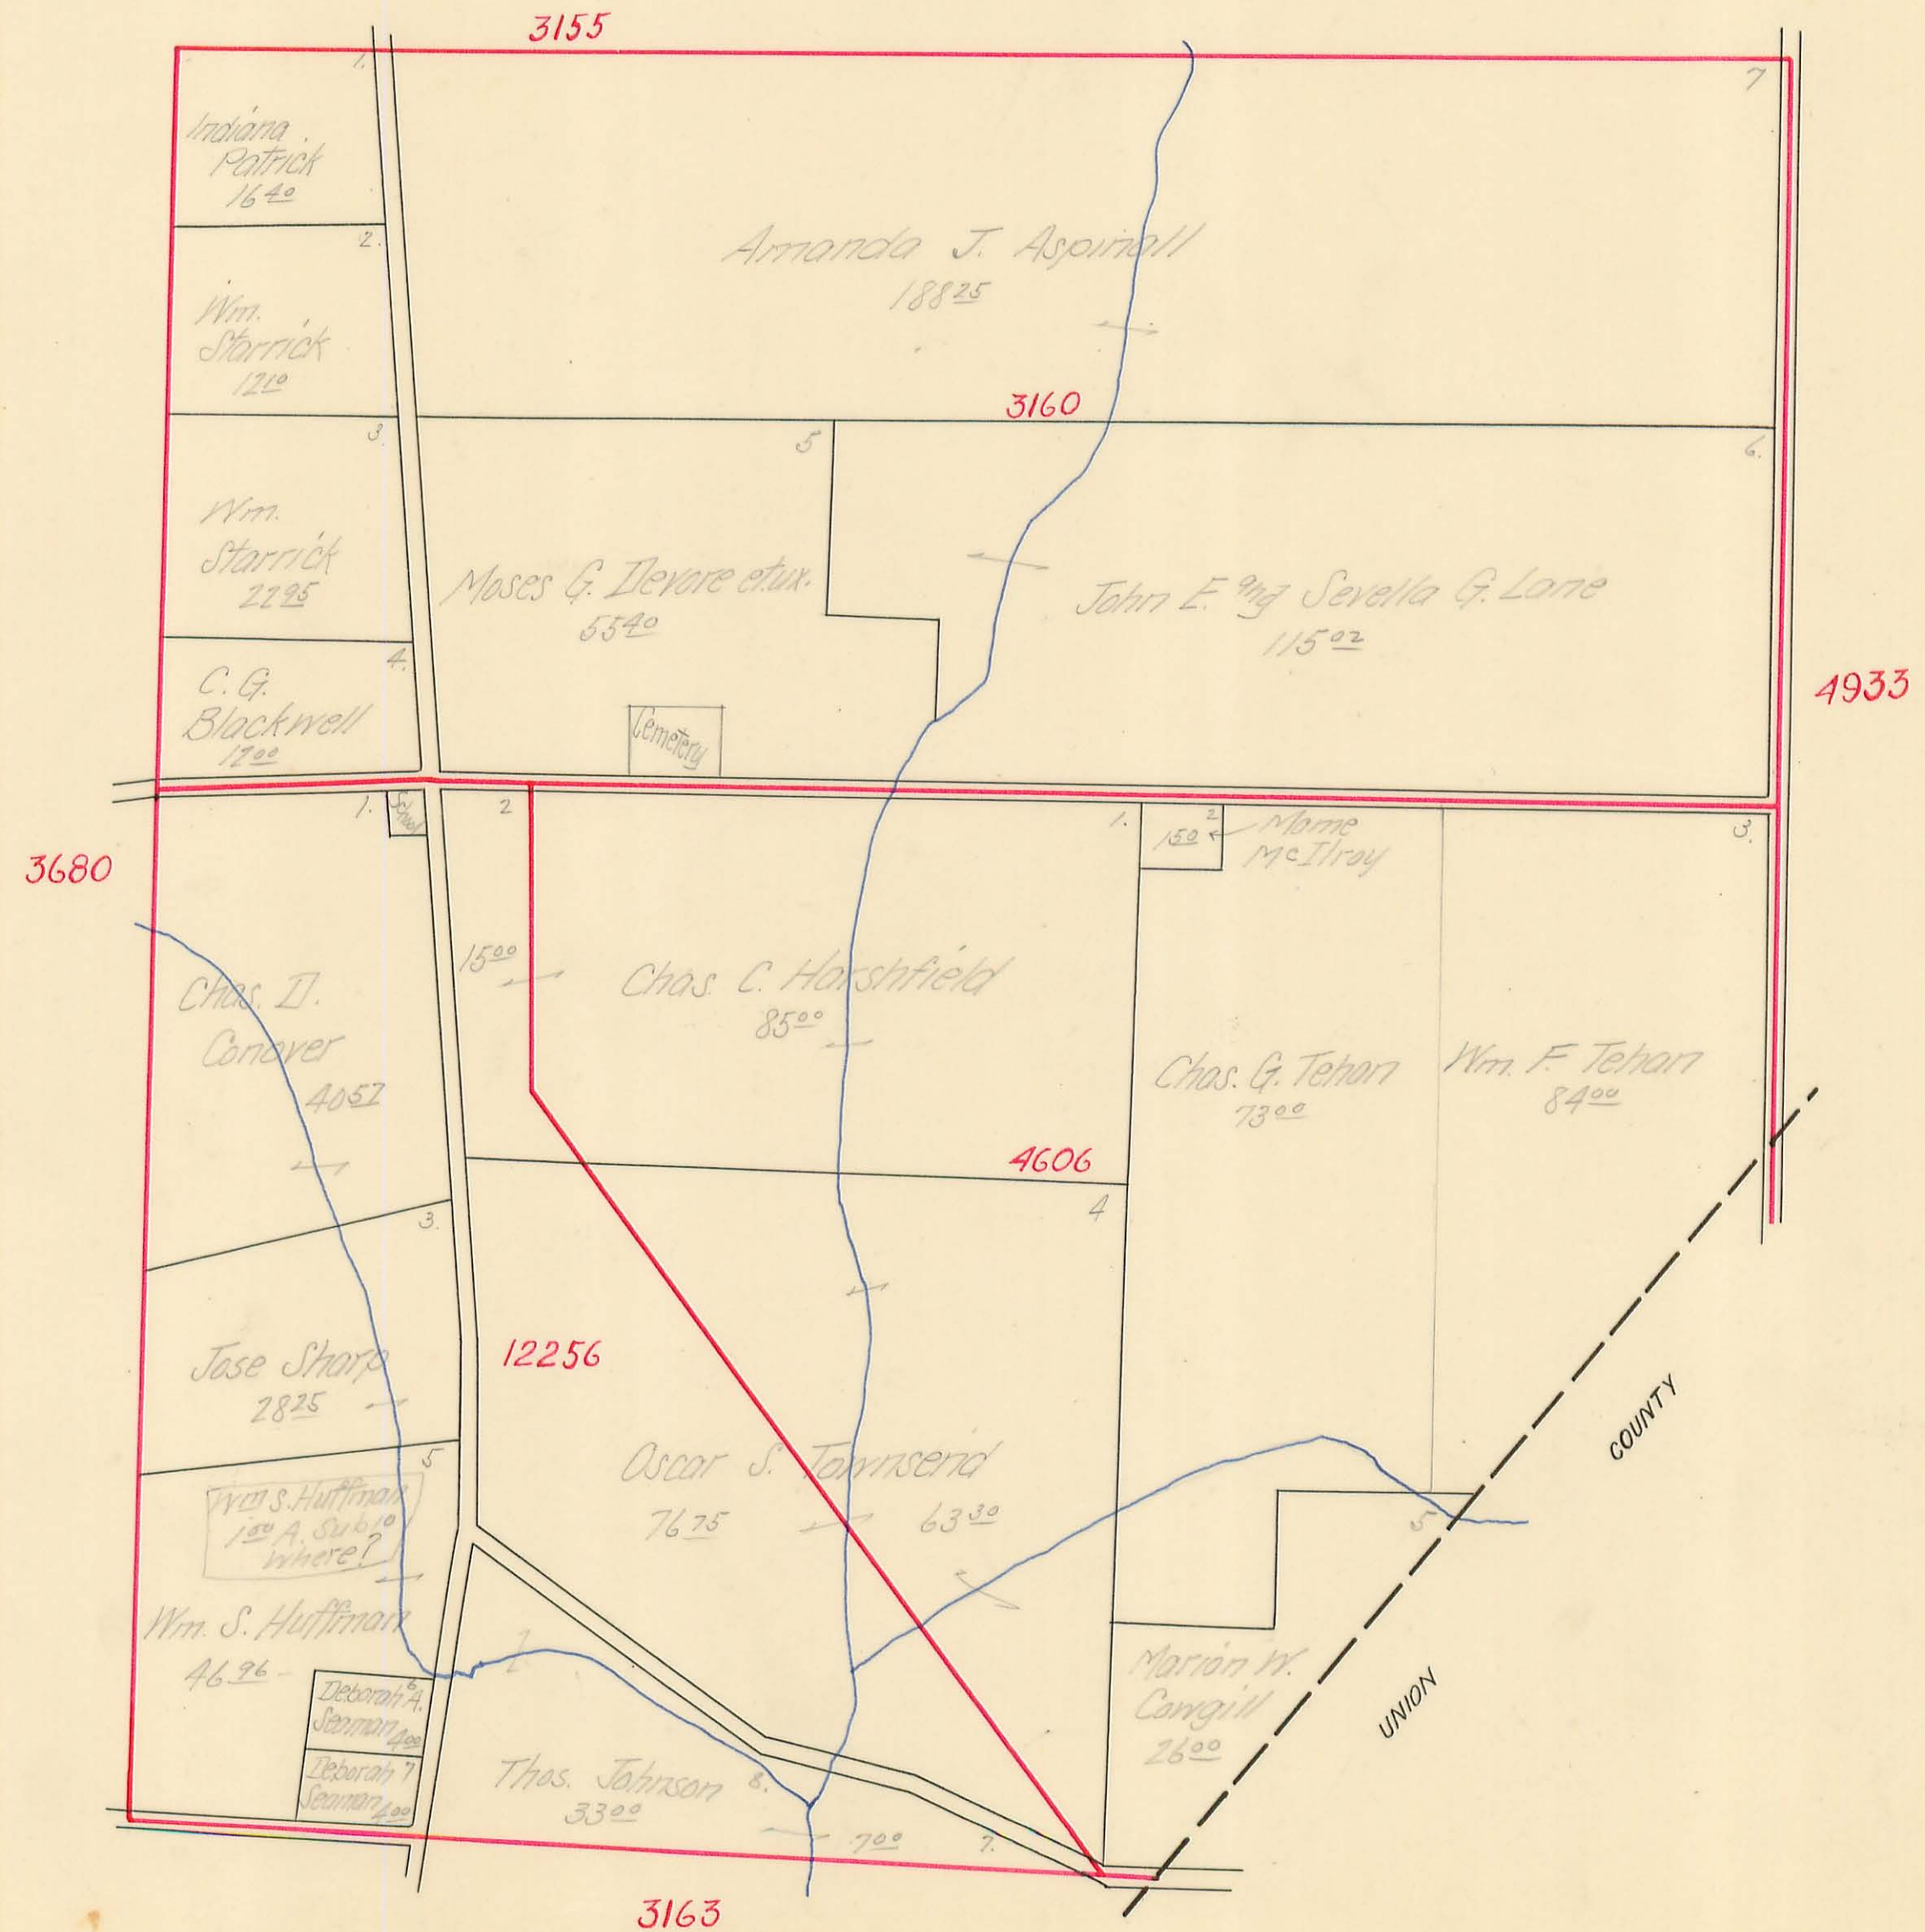 3155
1.
7
Indiana
Patrick
16 40
2.
Wm.
Starrick
12 10
Amanda J. Aspinall
188 25
3160
3.
5
6.
Wm.
Starrick
22 95
Moses G. Devore et.ux.
55 40
John E. and Sevella G. Lane
115 02
4.
C. G.
Blackwell
12 00
Cemetery
4933
3680
1.
School
2
1.
2
1 50
Mame
McIlroy
3.
Chas. D.
Conover
40 57
15 00
Chas. C. Harshfield
85 00
Chas. G. Tehan
73 00
Wm. F. Tehan
84 00
4606
4
3.
Jose Sharp
28 25
12256
5
Wm S. Huffman
1 00 A. Sub 10
Where?
Wm. S. Huffman
46 96
Oscar S. Townsend
76 75
63 30
5
COUNTY
UNION
Marion W.
Cowgill
26 00
6
Deborah A.
Seaman 4 00
Deborah 7
Seaman 4 00
Thos. Johnson
33 00
8.
7 00
7.
3163